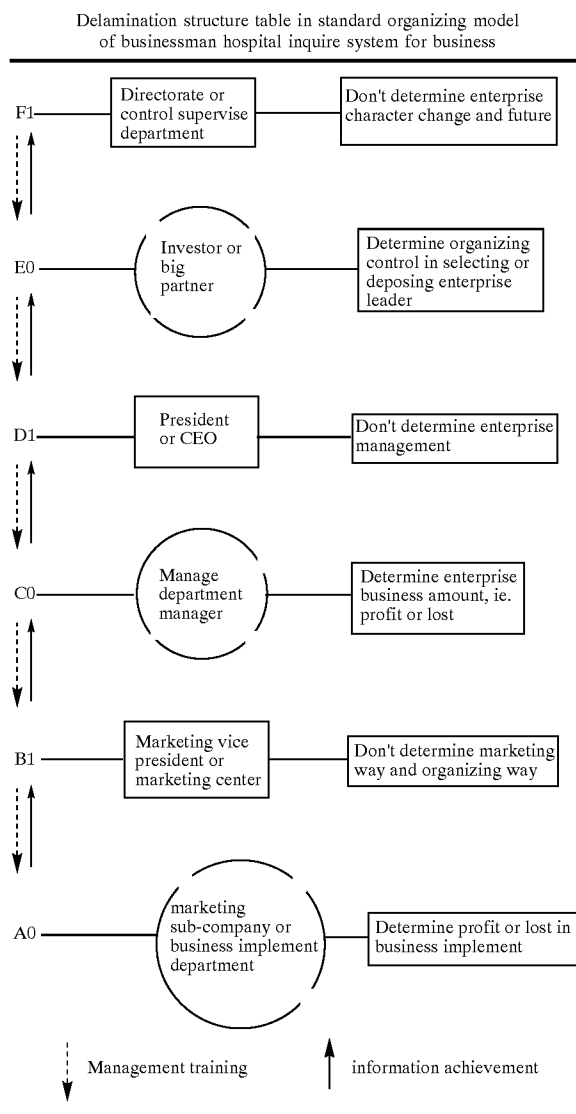 Delamination structure table in standard organizing model
of businessman hospital inquire system for business
F1
Directorate or
control supervise
department
Don't determine enterprise
character change and future
E0
Investor or
big
partner
Determine organizing
control in selecting or
deposing enterprise
leader
D1
President
or CEO
Don't determine enterprise
management
C0
Manage
department
manager
Determine enterprise
business amount, ie.
profit or lost
B1
Marketing vice
president or
marketing center
Don't determine marketing
way and organizing way
A0
marketing
sub-company or
business implement
department
Determine profit or lost in
business implement
Management training
information achievement